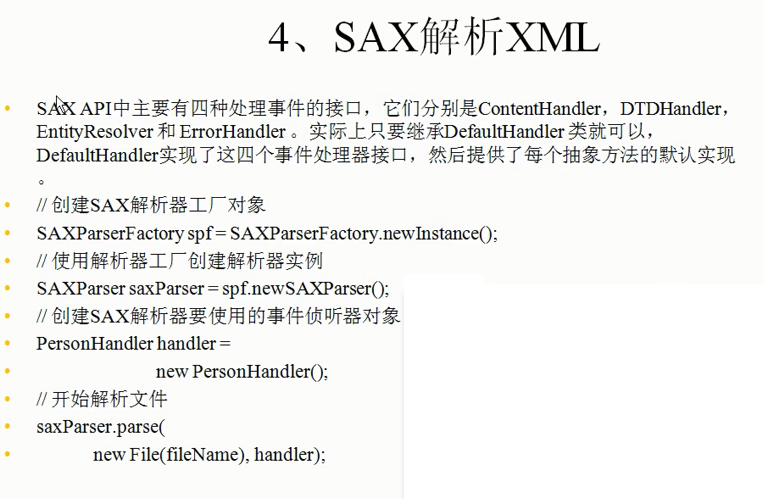 4、SAX解析XML
• SAX API中主要有四种处理事件的接口，它们分别是ContentHandler，DTDHandler，
EntityResolver 和 ErrorHandler 。实际上只要继承DefaultHandler 类就可以，
DefaultHandler实现了这四个事件处理器接口，然后提供了每个抽象方法的默认实现
。
• // 创建SAX解析器工厂对象
• SAXParserFactory spf = SAXParserFactory.newInstance();
• // 使用解析器工厂创建解析器实例
• SAXParser saxParser = spf.newSAXParser();
• // 创建SAX解析器要使用的事件侦听器对象
• PersonHandler handler =
• new PersonHandler();
• // 开始解析文件
• saxParser.parse(
• new File(fileName), handler);